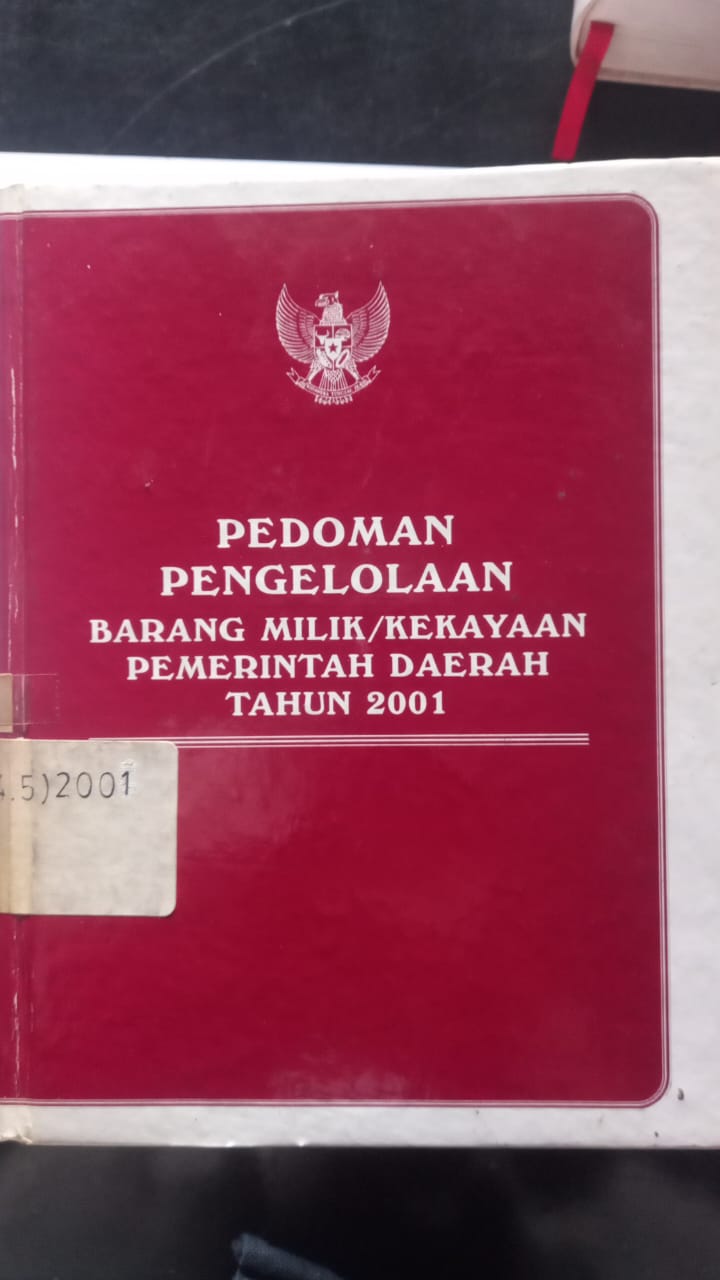 PEDOMAN
PENGELOLAAN
BARANG MILIK/KEKAYAAN
PEMERINTAH DAERAH
TAHUN 2001
.5)2001